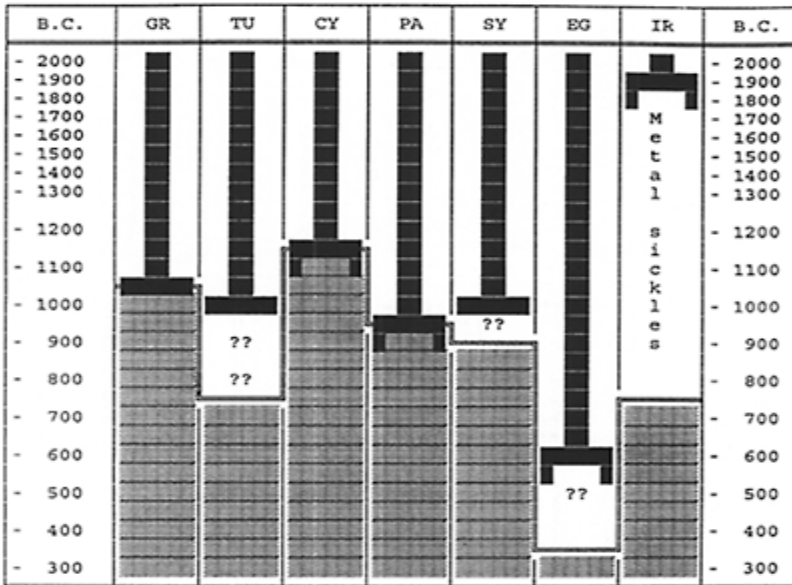 B.C. GR TU CY PA SY EG IR B.C.
- 2000 - 2000
- 1900 - 1900
- 1800 - 1800
- 1700 M - 1700
- 1600 e - 1600
- 1500 t - 1500
- 1400 a - 1400
- 1300 l - 1300
- 1200 s - 1200
i
- 1100 c - 1100
k
- 1000 l - 1000
?? e
- 900 ?? s - 900
- 800 ?? - 800
- 700 - 700
- 600 - 600
- 500 ?? - 500
- 400 - 400
- 300 - 300